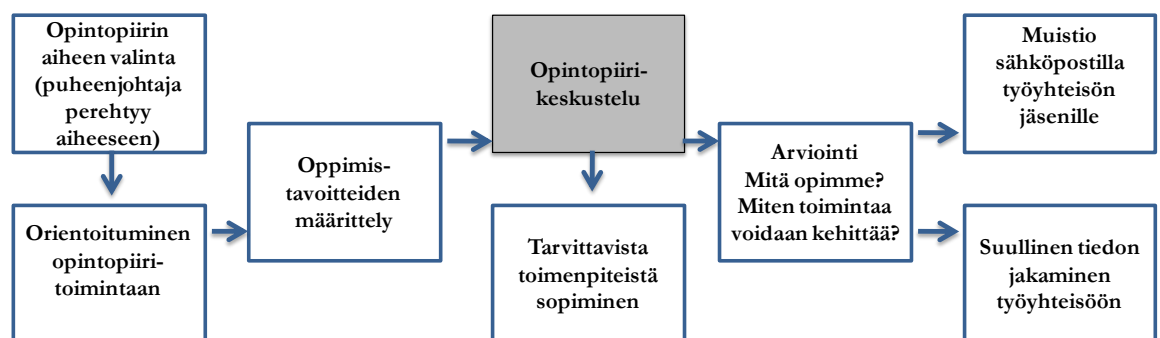 Opintopiirin
aiheen valinta
(puheenjohtaja
perehtyy
aiheeseen)
Orientoituminen
opintopiiri-
toimintaan
Oppimis-
tavoitteiden
määrittely
Opintopiiri-
keskustelu
Tarvittavista
toimenpiteistä
sopiminen
Arviointi
Mitä opimme?
Miten toimintaa
voidaan kehittää?
Muistio
sähköpostilla
työyhteisön
jäsenille
Suullinen tiedon
jakaminen
työyhteisöön